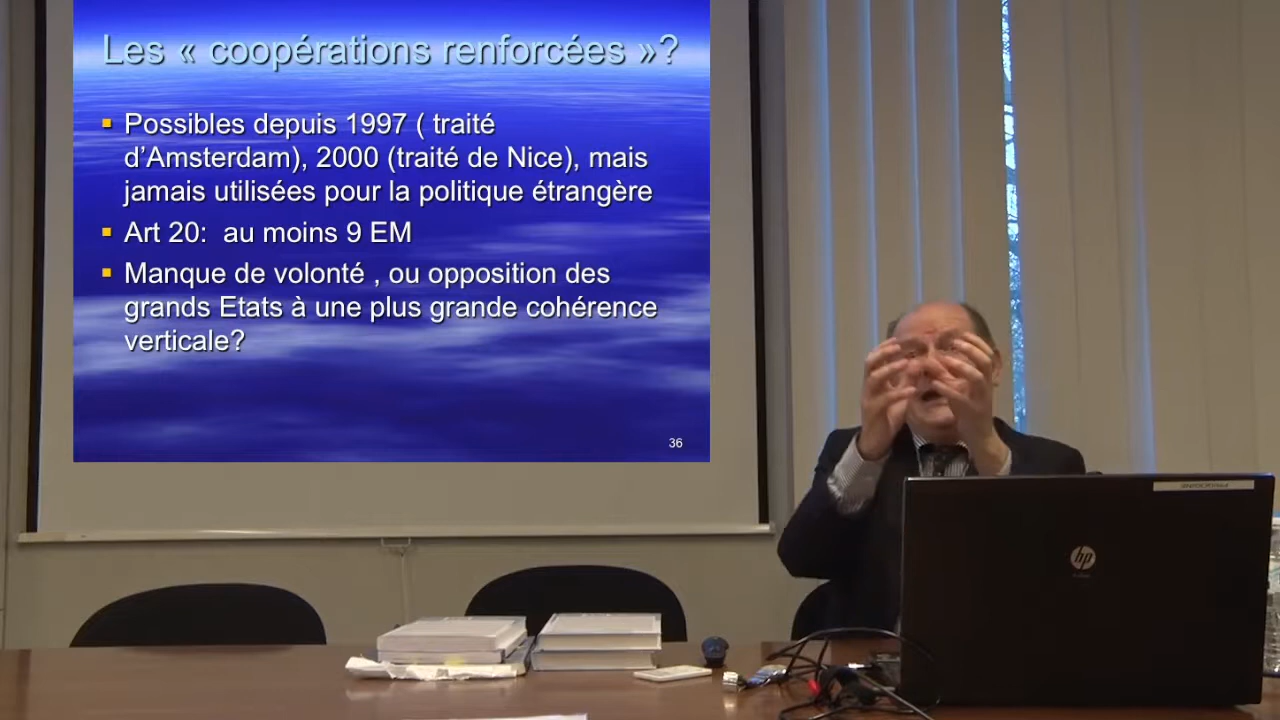 Les « coopérations renforcées »?
▪ Possibles depuis 1997 ( traité
d’Amsterdam), 2000 (traité de Nice), mais
jamais utilisées pour la politique étrangère
▪ Art 20:  au moins 9 EM
▪ Manque de volonté , ou opposition des
grands Etats à une plus grande cohérence
verticale?
36
hp